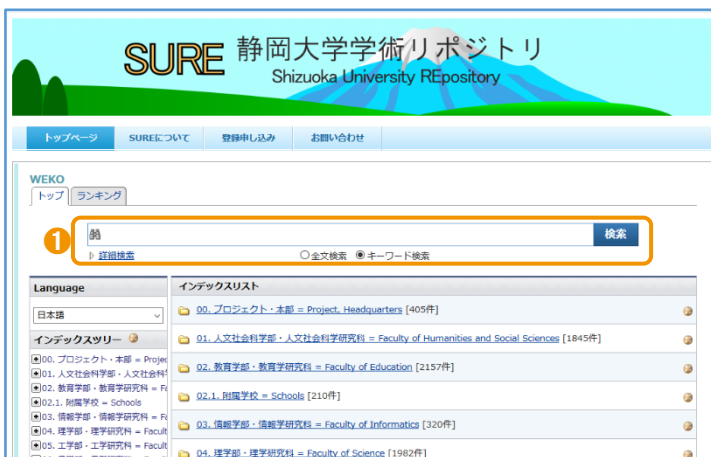 SURE 静岡大学学術リポジトリ
Shizuoka University REpository
トップページ SUREについて 登録申し込み お問い合わせ
WEKO
トップ ランキング
1
検索
詳細検索 全文検索 キーワード検索
Language
日本語
インデックスツリー
00. プロジェクト・本部 = Projec
01. 人文社会科学部・人文社会科学
02. 教育学部・教育学研究科 = Fa
02.1. 附属学校 = Schools
03. 情報学部・情報学研究科 = Fa
04. 理学部・理学研究科 = Facult
05. 工学部・工学研究科 = Facult
インデックスリスト
00. プロジェクト・本部 = Project, Headquarters [405件]
01. 人文社会科学部・人文社会科学研究科 = Faculty of Humanities and Social Sciences [1845件]
02. 教育学部・教育学研究科 = Faculty of Education [2157件]
02.1. 附属学校 = Schools [210件]
03. 情報学部・情報学研究科 = Faculty of Informatics [320件]
04. 理学部・理学研究科 = Faculty of Science [1982件]